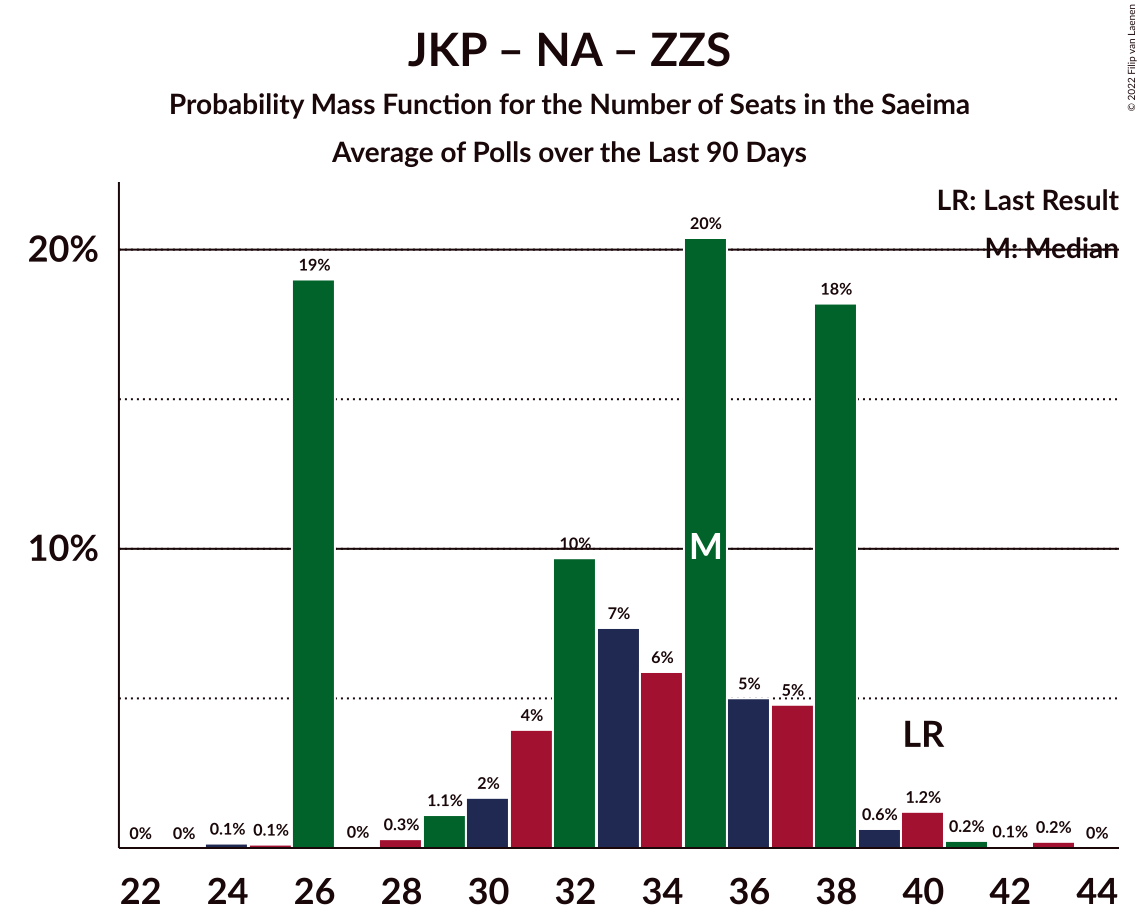 JKP – NA – ZZS
Probability Mass Function for the Number of Seats in the Saeima
Average of Polls over the Last 90 Days
© 2022 Filip van Laenen
LR: Last Result
M: Median
20%
10%
0%
0%
0.1%
0.1%
19%
0%
0.3%
1.1%
2%
4%
10%
7%
6%
20%
5%
5%
18%
0.6%
1.2%
0.2%
0.1%
0.2%
0%
M
LR
22 24 26 28 30 32 34 36 38 40 42 44